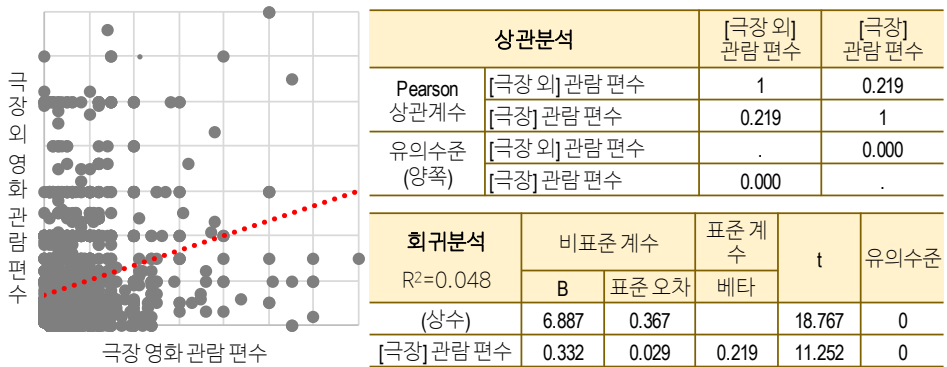 극장 외 영화 관람 편수
극장 영화 관람 편수
상관분석 [극장 외] 관람 편수 [극장] 관람 편수
Pearson 상관계수 [극장 외] 관람 편수 1 0.219
[극장] 관람 편수 0.219 1
유의수준 (양쪽) [극장 외] 관람 편수 . 0.000
[극장] 관람 편수 0.000 .
회귀분석 비표준 계수 표준 계수 t 유의수준
R²=0.048 B 표준 오차 베타
(상수) 6.887 0.367 18.767 0
[극장] 관람 편수 0.332 0.029 0.219 11.252 0